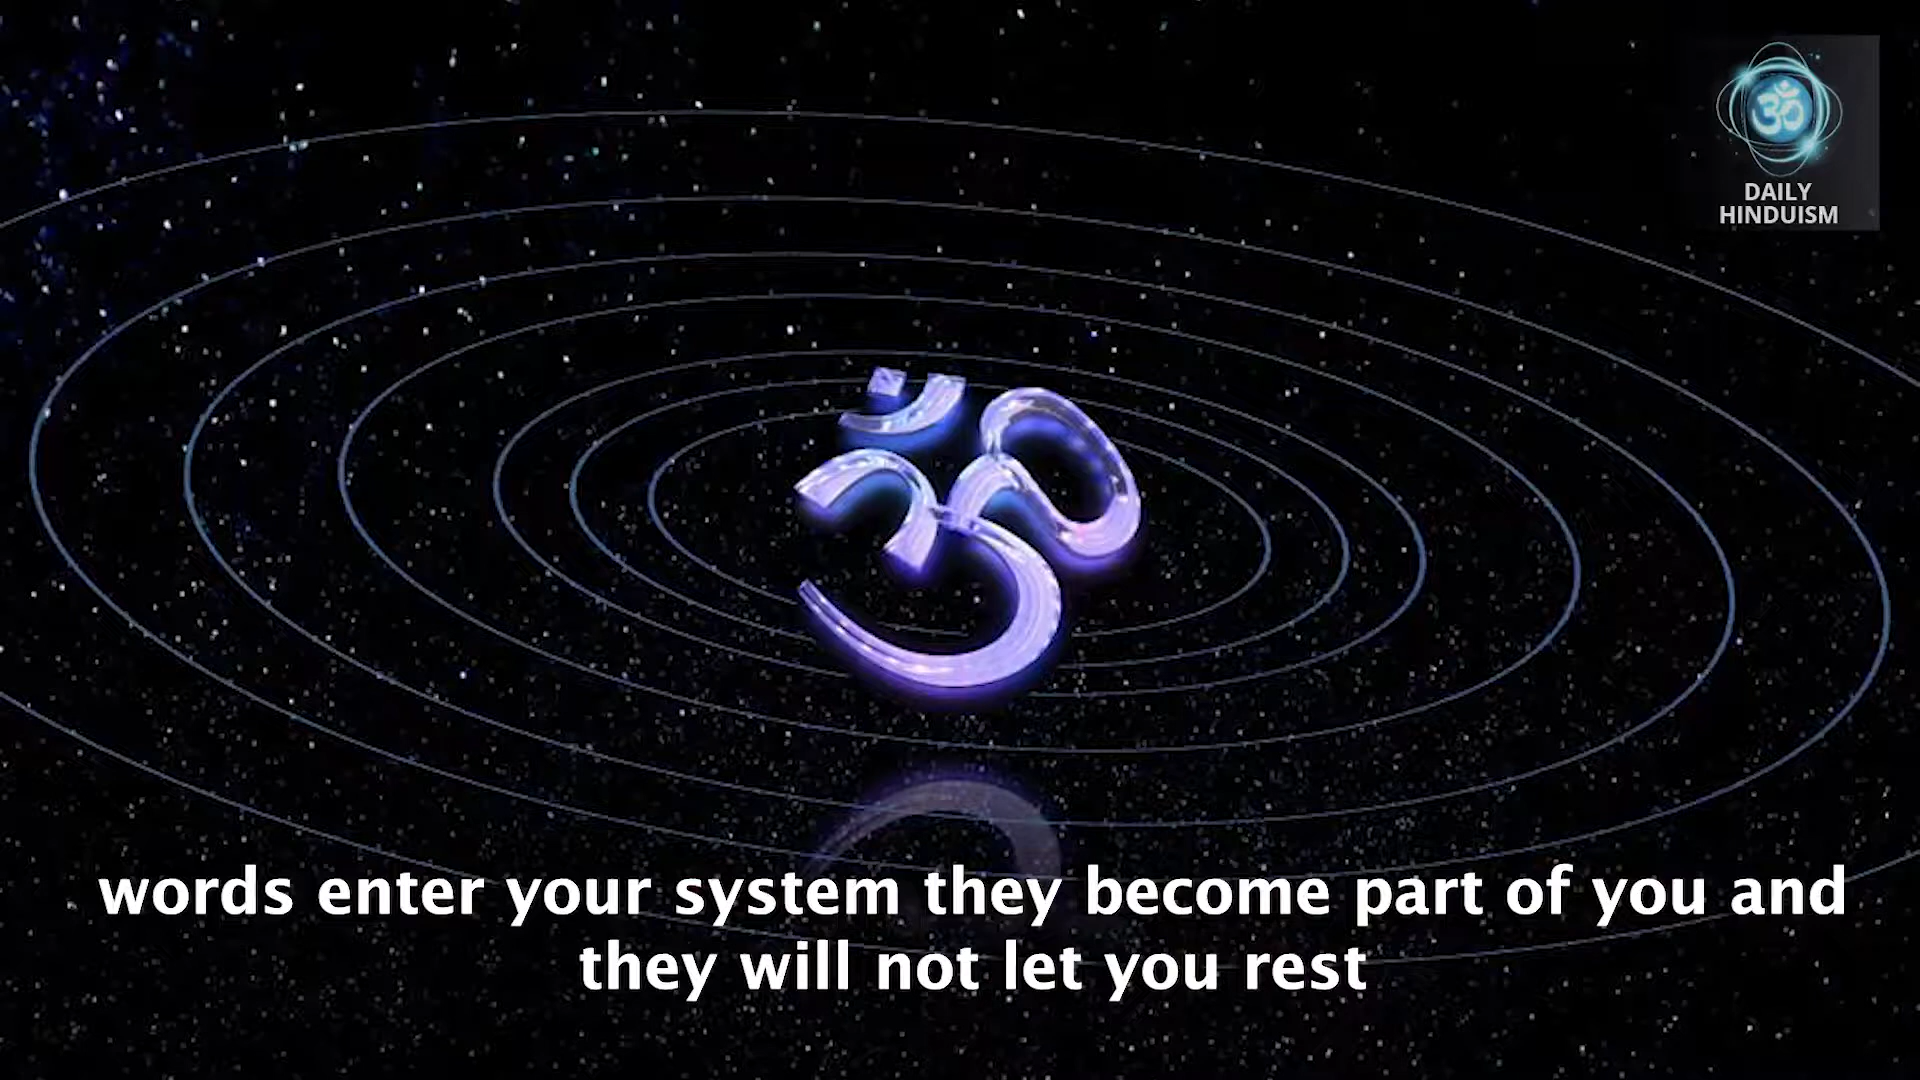 ॐ
DAILY
HINDUISM
ॐ
words enter your system they become part of you and
they will not let you rest